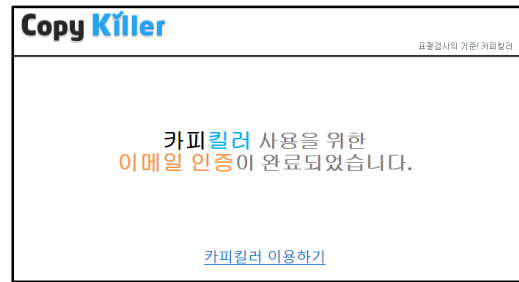 Copy Killer
표절검사의 기준! 카피킬러
카피킬러 사용을 위한
이메일 인증이 완료되었습니다.
카피킬러 이용하기